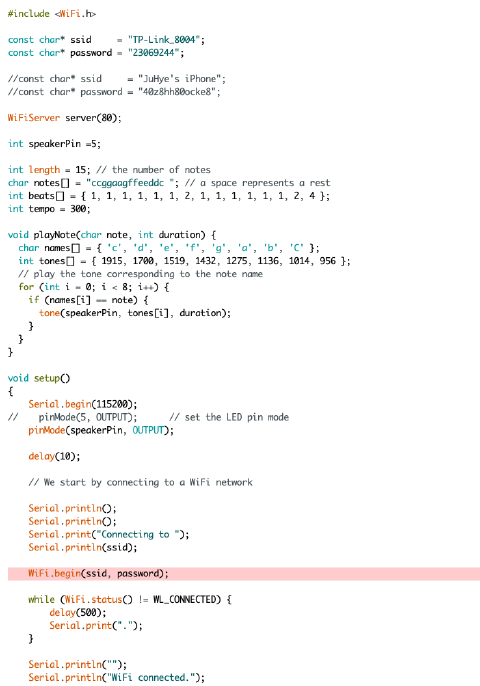 #include <WiFi.h>
const char* ssid     = "TP-Link_8004";
const char* password = "23069244";
//const char* ssid     = "JuHye's iPhone";
//const char* password = "40z8hh80ocke8";
WiFiServer server(80);
int speakerPin =5;
int length = 15; // the number of notes
char notes[] = "ccggaagffeeddc "; // a space represents a rest
int beats[] = { 1, 1, 1, 1, 1, 1, 2, 1, 1, 1, 1, 1, 1, 2, 4 };
int tempo = 300;
void playNote(char note, int duration) {
  char names[] = { 'c', 'd', 'e', 'f', 'g', 'a', 'b', 'C' };
  int tones[] = { 1915, 1700, 1519, 1432, 1275, 1136, 1014, 956 };
  // play the tone corresponding to the note name
  for (int i = 0; i < 8; i++) {
    if (names[i] == note) {
      tone(speakerPin, tones[i], duration);
    }
  }
}
void setup()
{
    Serial.begin(115200);
//    pinMode(5, OUTPUT);      // set the LED pin mode
    pinMode(speakerPin, OUTPUT);
    delay(10);
    // We start by connecting to a WiFi network
    Serial.println();
    Serial.println();
    Serial.print("Connecting to ");
    Serial.println(ssid);
    WiFi.begin(ssid, password);
    while (WiFi.status() != WL_CONNECTED) {
        delay(500);
        Serial.print(".");
    }
    Serial.println("");
    Serial.println("WiFi connected.");